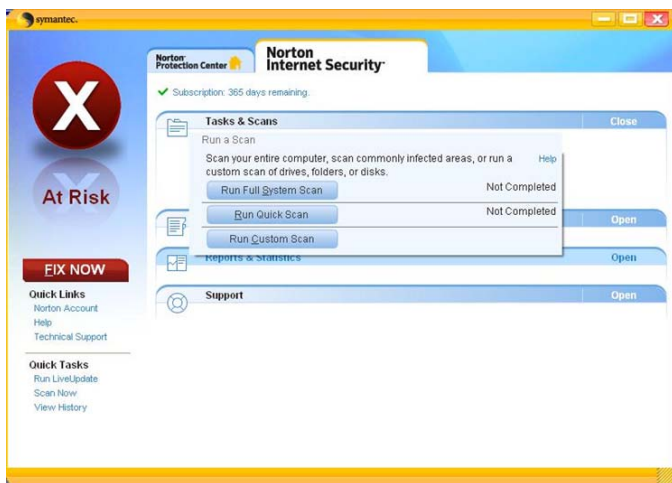 symantec.
Norton
Protection Center
Norton
Internet Security
Subscription: 365 days remaining.
X
At Risk
FIX NOW
Quick Links
Norton Account
Help
Technical Support
Quick Tasks
Run LiveUpdate
Scan Now
View History
Tasks & Scans Close
Run a Scan
Scan your entire computer, scan commonly infected areas, or run a Help
custom scan of drives, folders, or disks.
Run Full System Scan Not Completed
Run Quick Scan Not Completed
Run Custom Scan
Open
Reports & Statistics Open
Support Open